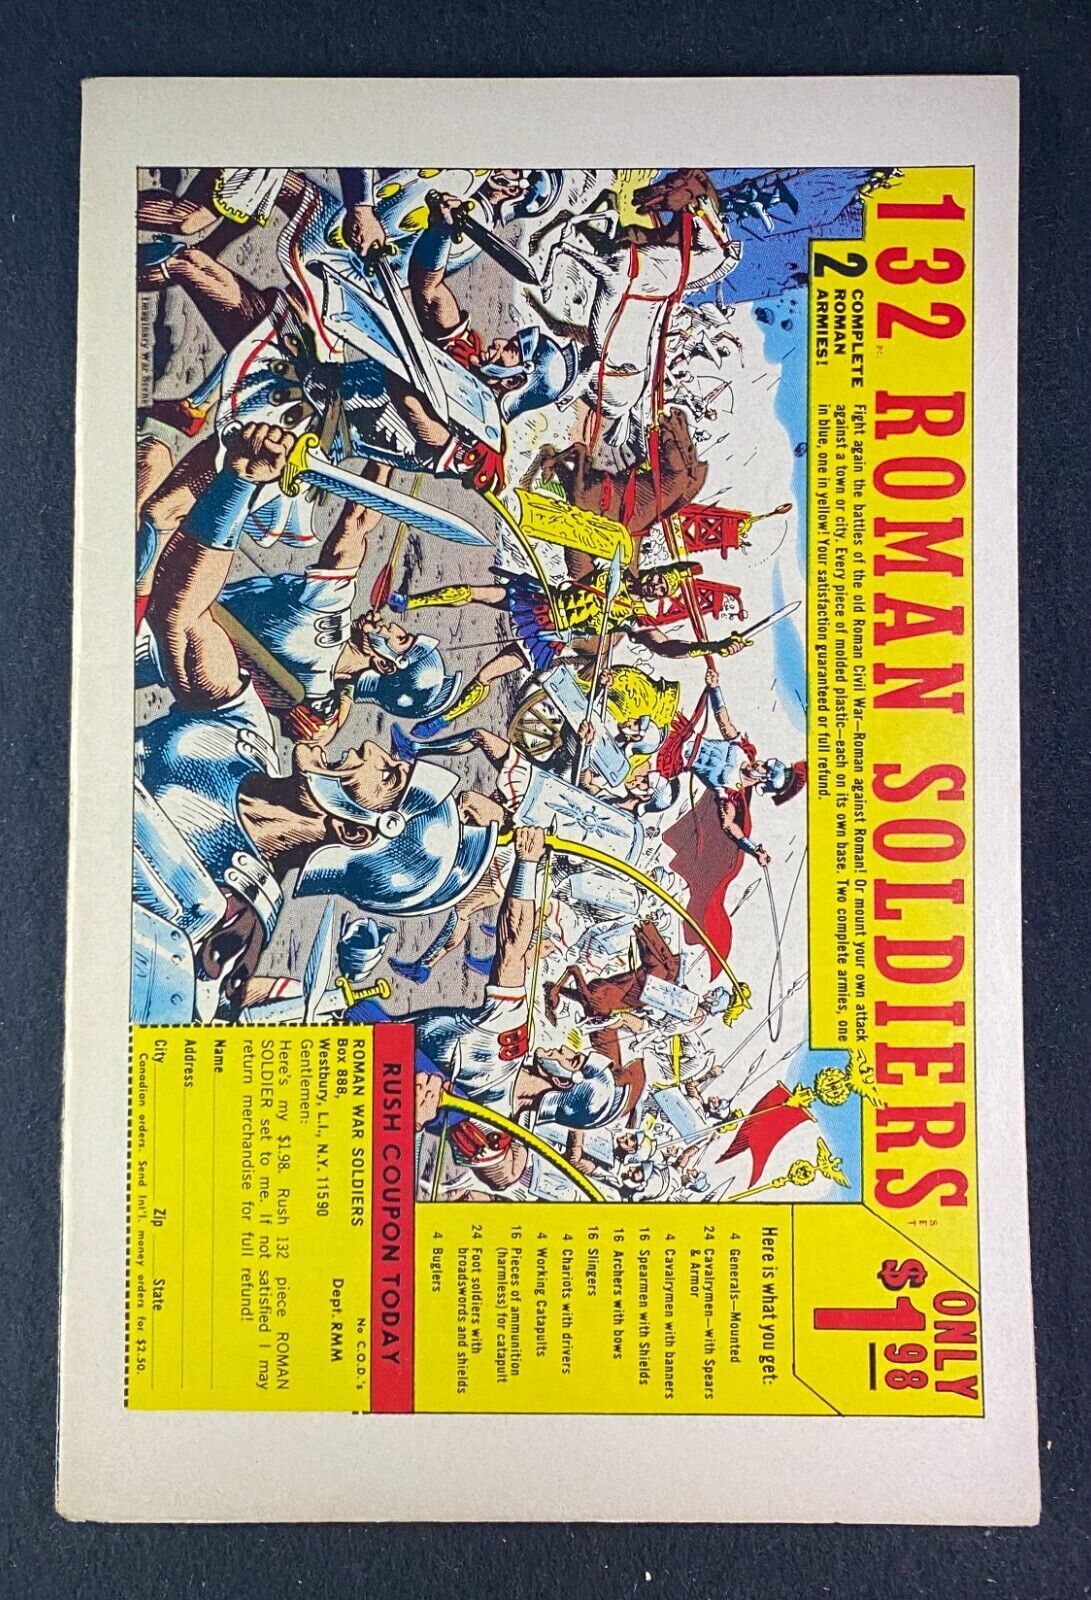 132 Pc. ROMAN SOLDIERS SET
ONLY
$1 98
2 COMPLETE
ROMAN
ARMIES!
Fight again the battles of the old Roman Civil War—Roman against Roman! Or mount your own attack
against a town or city. Every piece of molded plastic—each on its own base. Two complete armies, one
in blue, one in yellow! Your satisfaction guaranteed or full refund.
Here is what you get:
4 Generals—Mounted
24 Cavalrymen—with Spears
& Armor
4 Cavalrymen with banners
16 Spearmen with Shields
16 Archers with bows
16 Slingers
4 Chariots with drivers
4 Working Catapults
16 Pieces of ammunition
(harmless) for catapult
24 Foot soldiers with
broadswords and shields
4 Buglers
Imaginary War Scene
RUSH COUPON TODAY
No C.O.D.'s
ROMAN WAR SOLDIERS
Box 888, Dept. RMM
Westbury, L.I., N.Y. 11590
Gentlemen:
Here's my $1.98. Rush 132 piece ROMAN
SOLDIER set to me. If not satisfied I may
return merchandise for full refund!
Name
Address
City Zip State
Canadian orders. Send Int'l. money orders for $2.50.